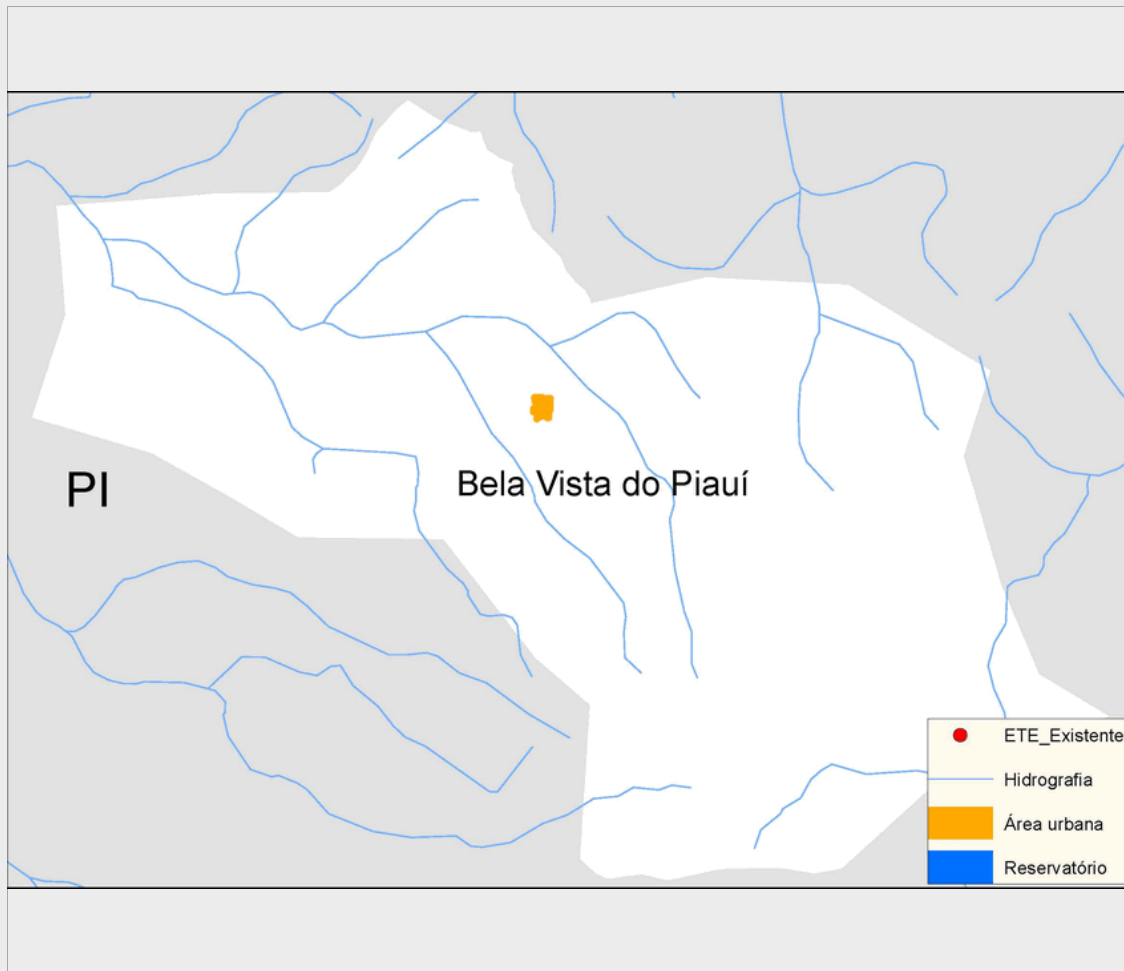 PI
Bela Vista do Piauí
ETE_Existente
Hidrografia
Área urbana
Reservatório